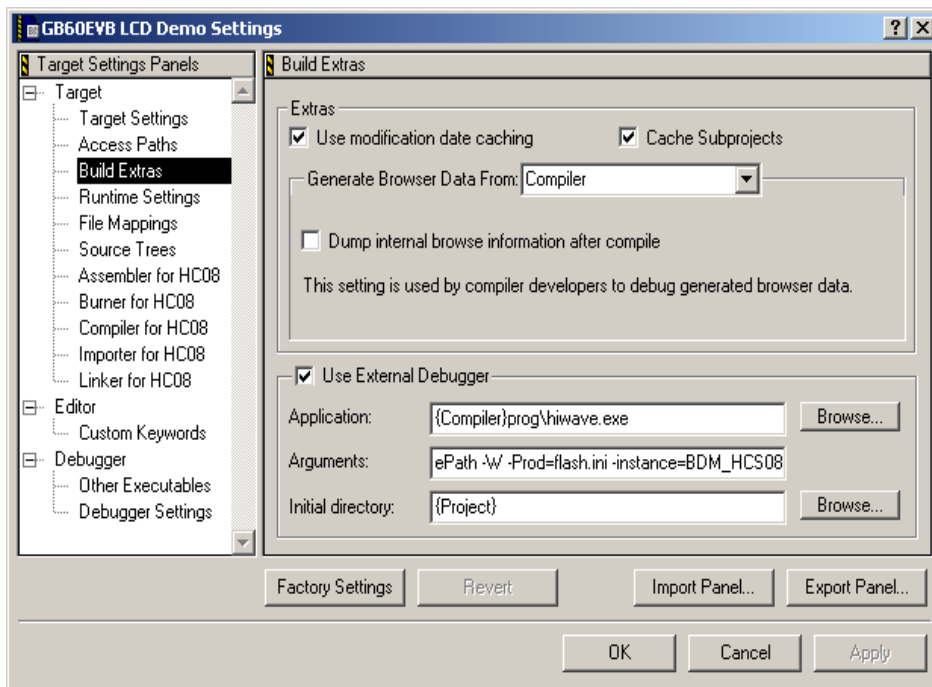 GB60EVB LCD Demo Settings
Target Settings Panels
Target
Target Settings
Access Paths
Build Extras
Runtime Settings
File Mappings
Source Trees
Assembler for HC08
Burner for HC08
Compiler for HC08
Importer for HC08
Linker for HC08
Editor
Custom Keywords
Debugger
Other Executables
Debugger Settings
Build Extras
Extras
Use modification date caching Cache Subprojects
Generate Browser Data From: Compiler
Dump internal browse information after compile
This setting is used by compiler developers to debug generated browser data.
Use External Debugger
Application: {Compiler}prog\hiwave.exe Browse...
Arguments: ePath -W -Prod=flash.ini -instance=BDM_HCS08
Initial directory: {Project} Browse...
Factory Settings Revert Import Panel... Export Panel...
OK Cancel Apply